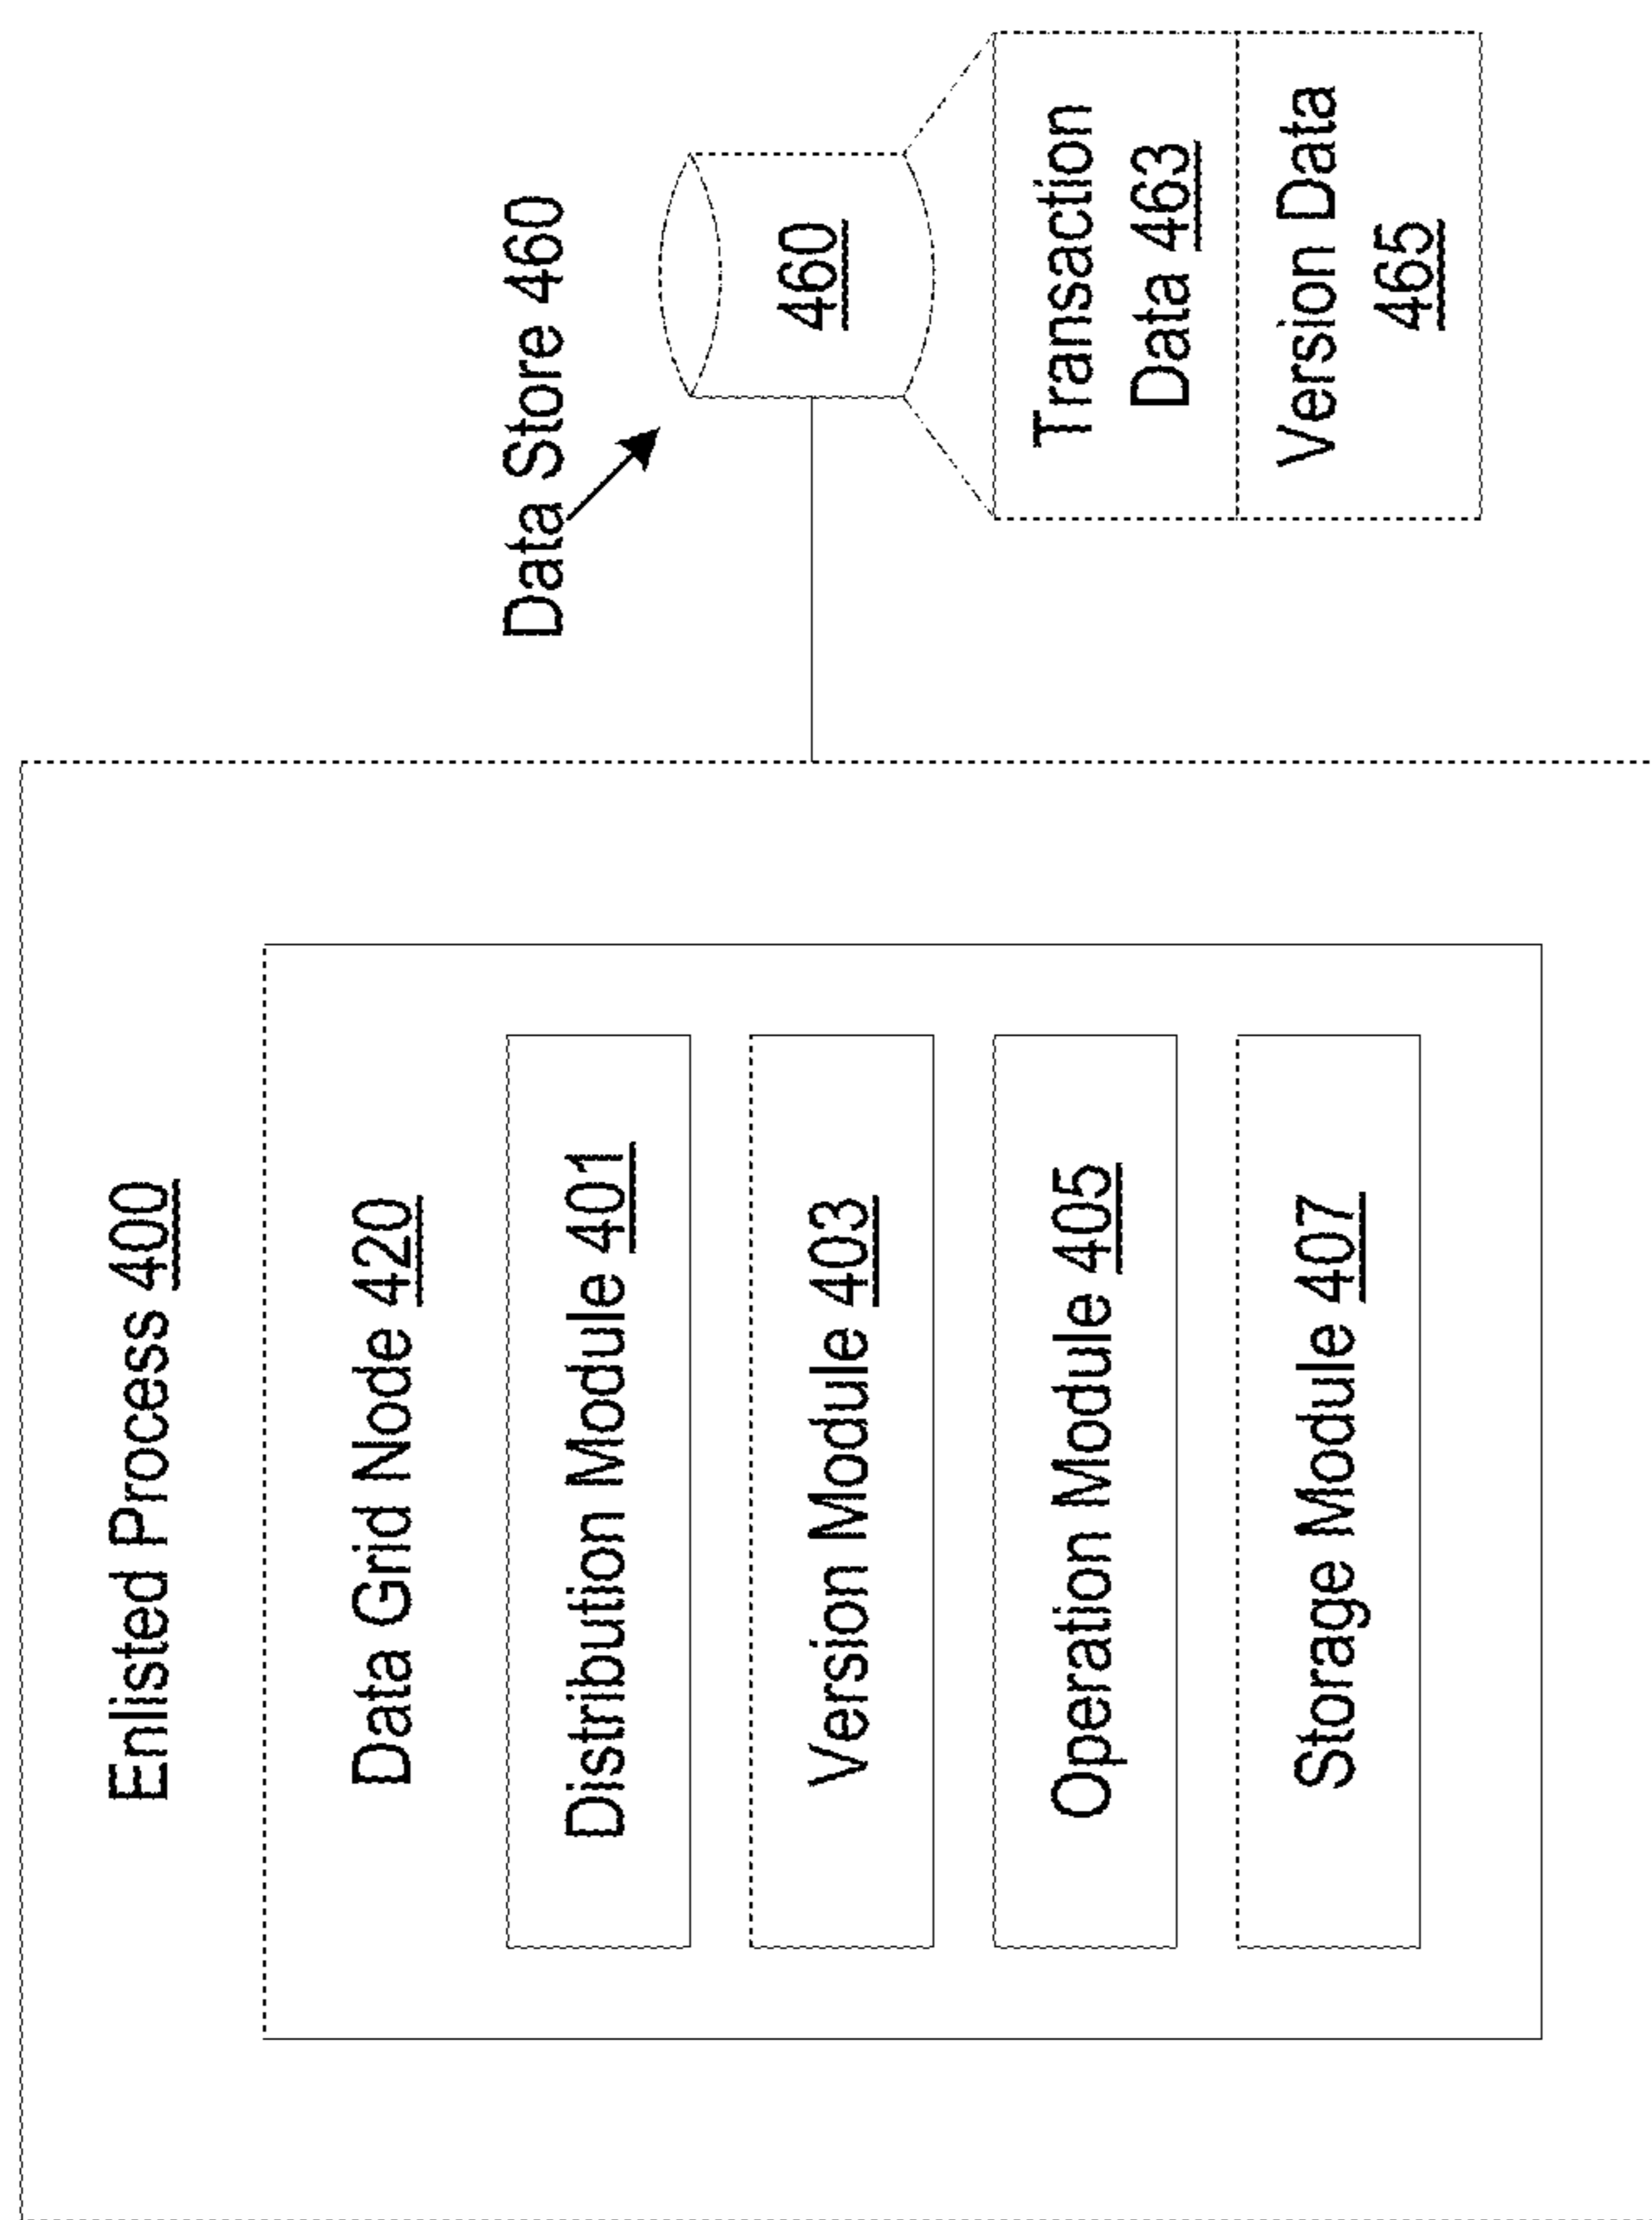 Enlisted Process 400
Data Grid Node 420
Distribution Module 401
Version Module 403
Operation Module 405
Storage Module 407
Data Store 460
460
Transaction
Data 463
Version Data
465